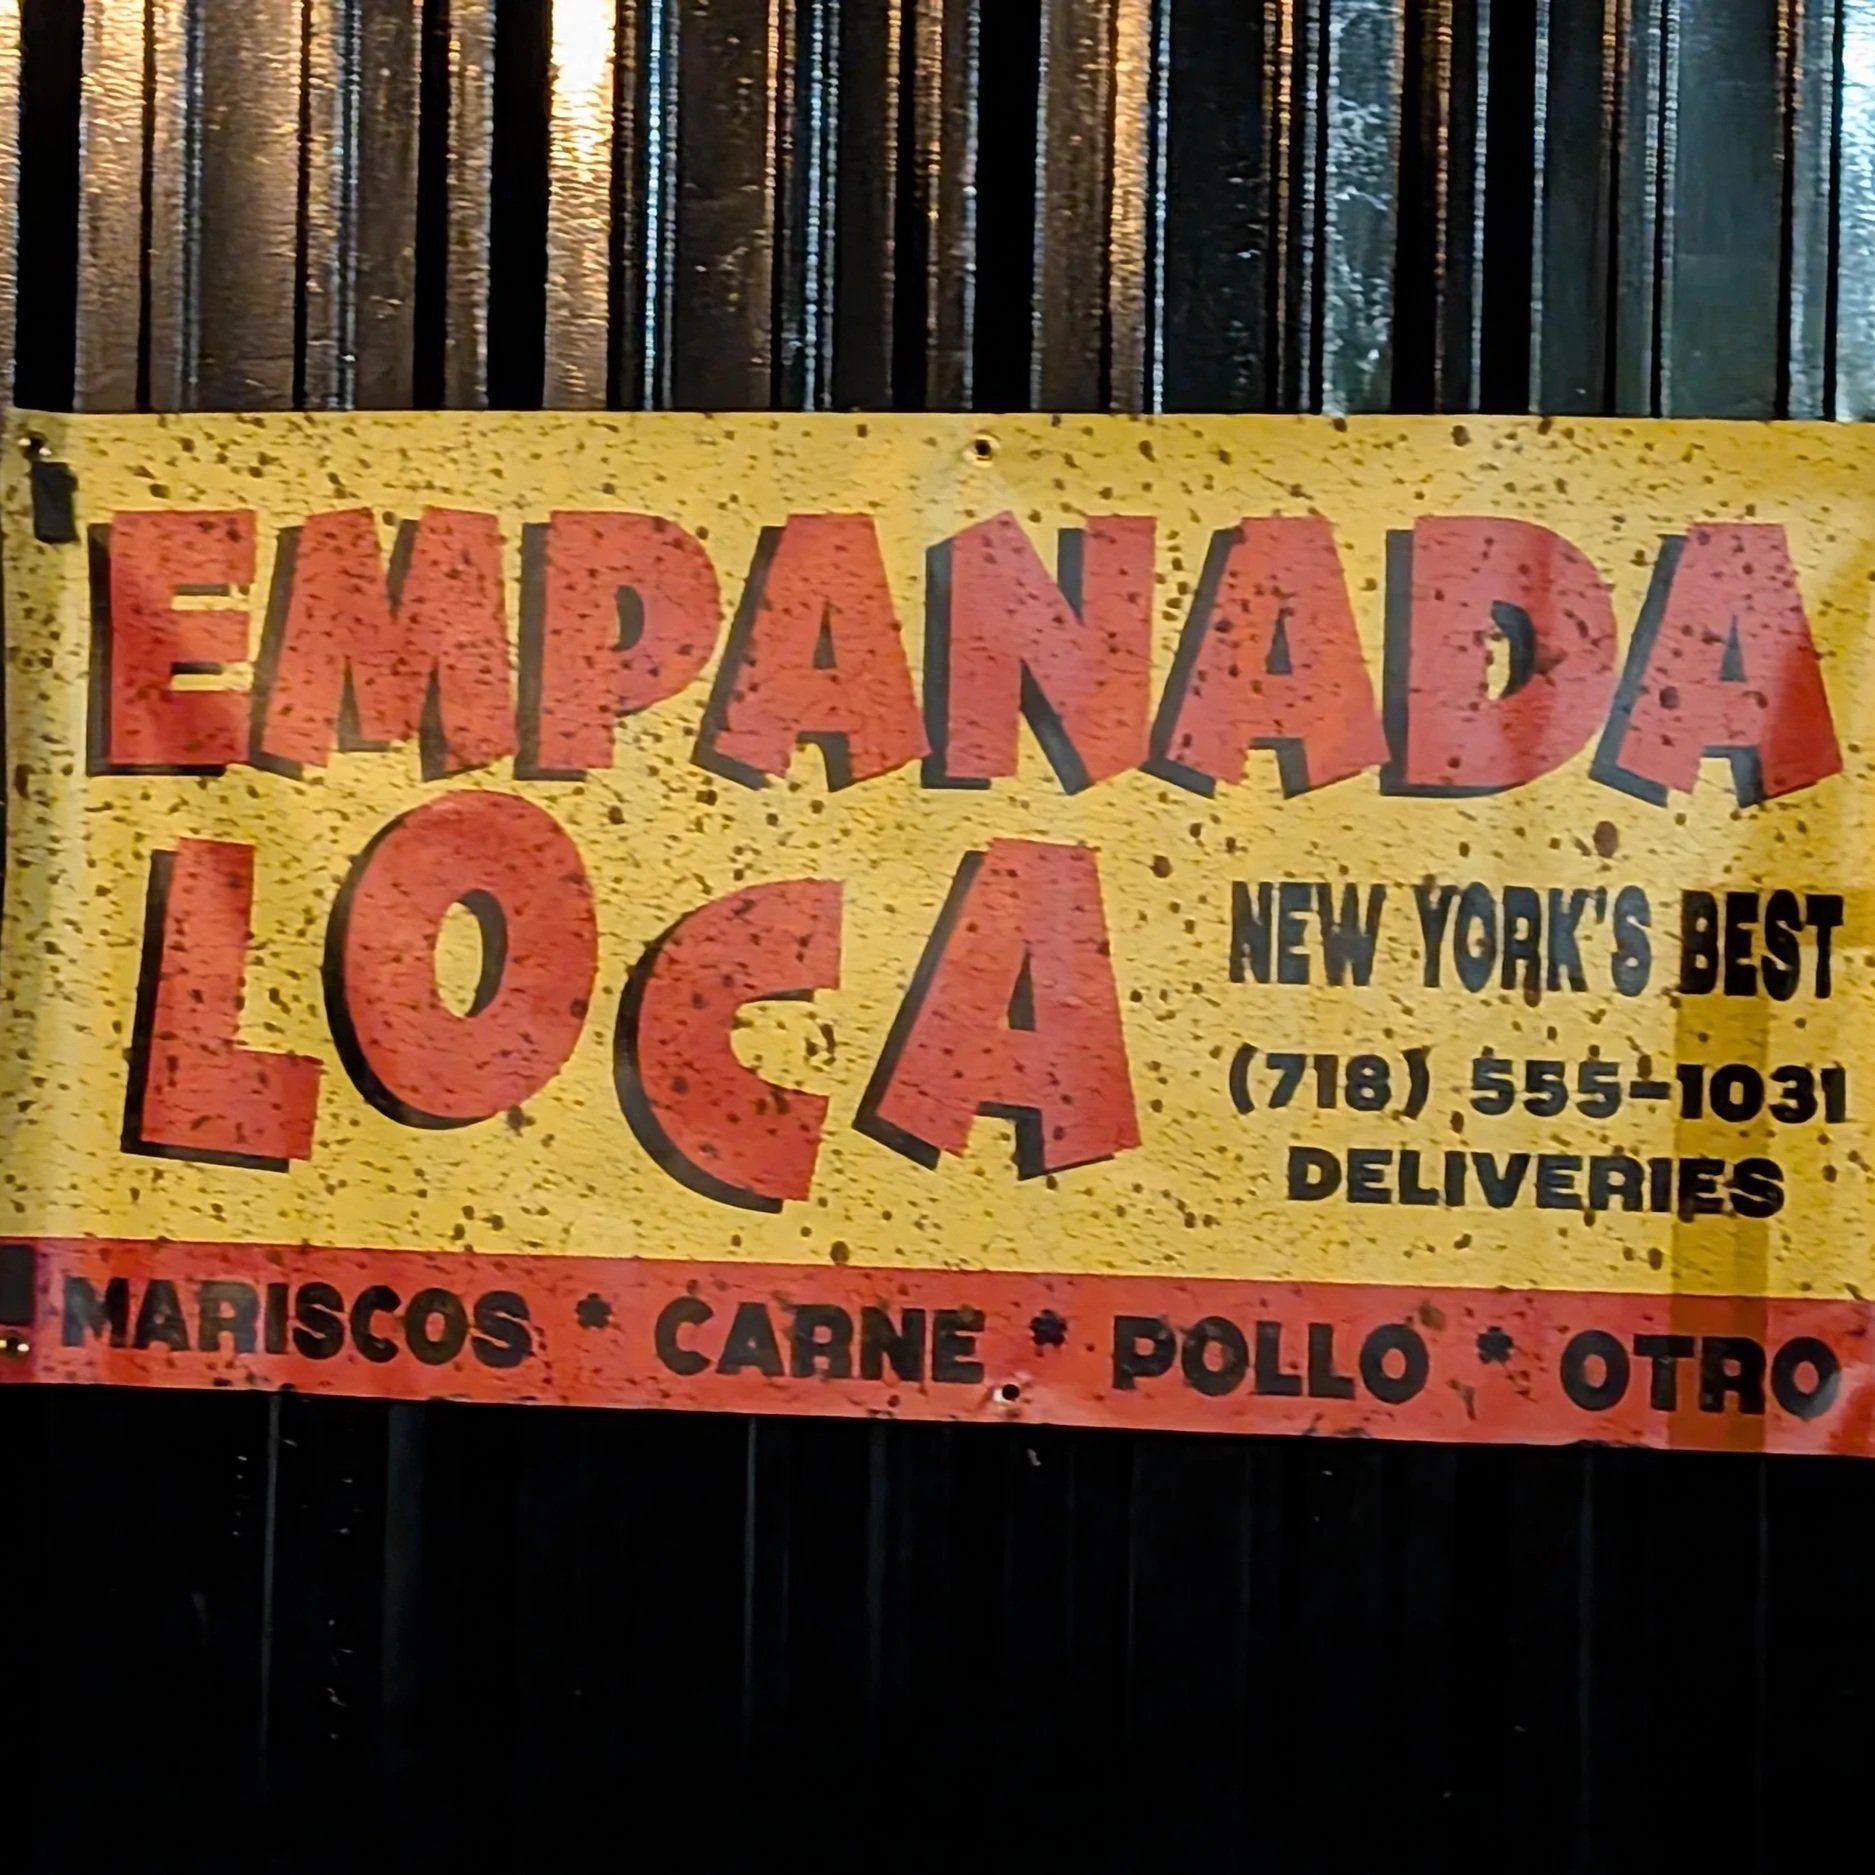 EMPANADA
LOCA
NEW YORK'S BEST
(718) 555-1031
DELIVERIES
MARISCOS * CARNE * POLLO * OTRO